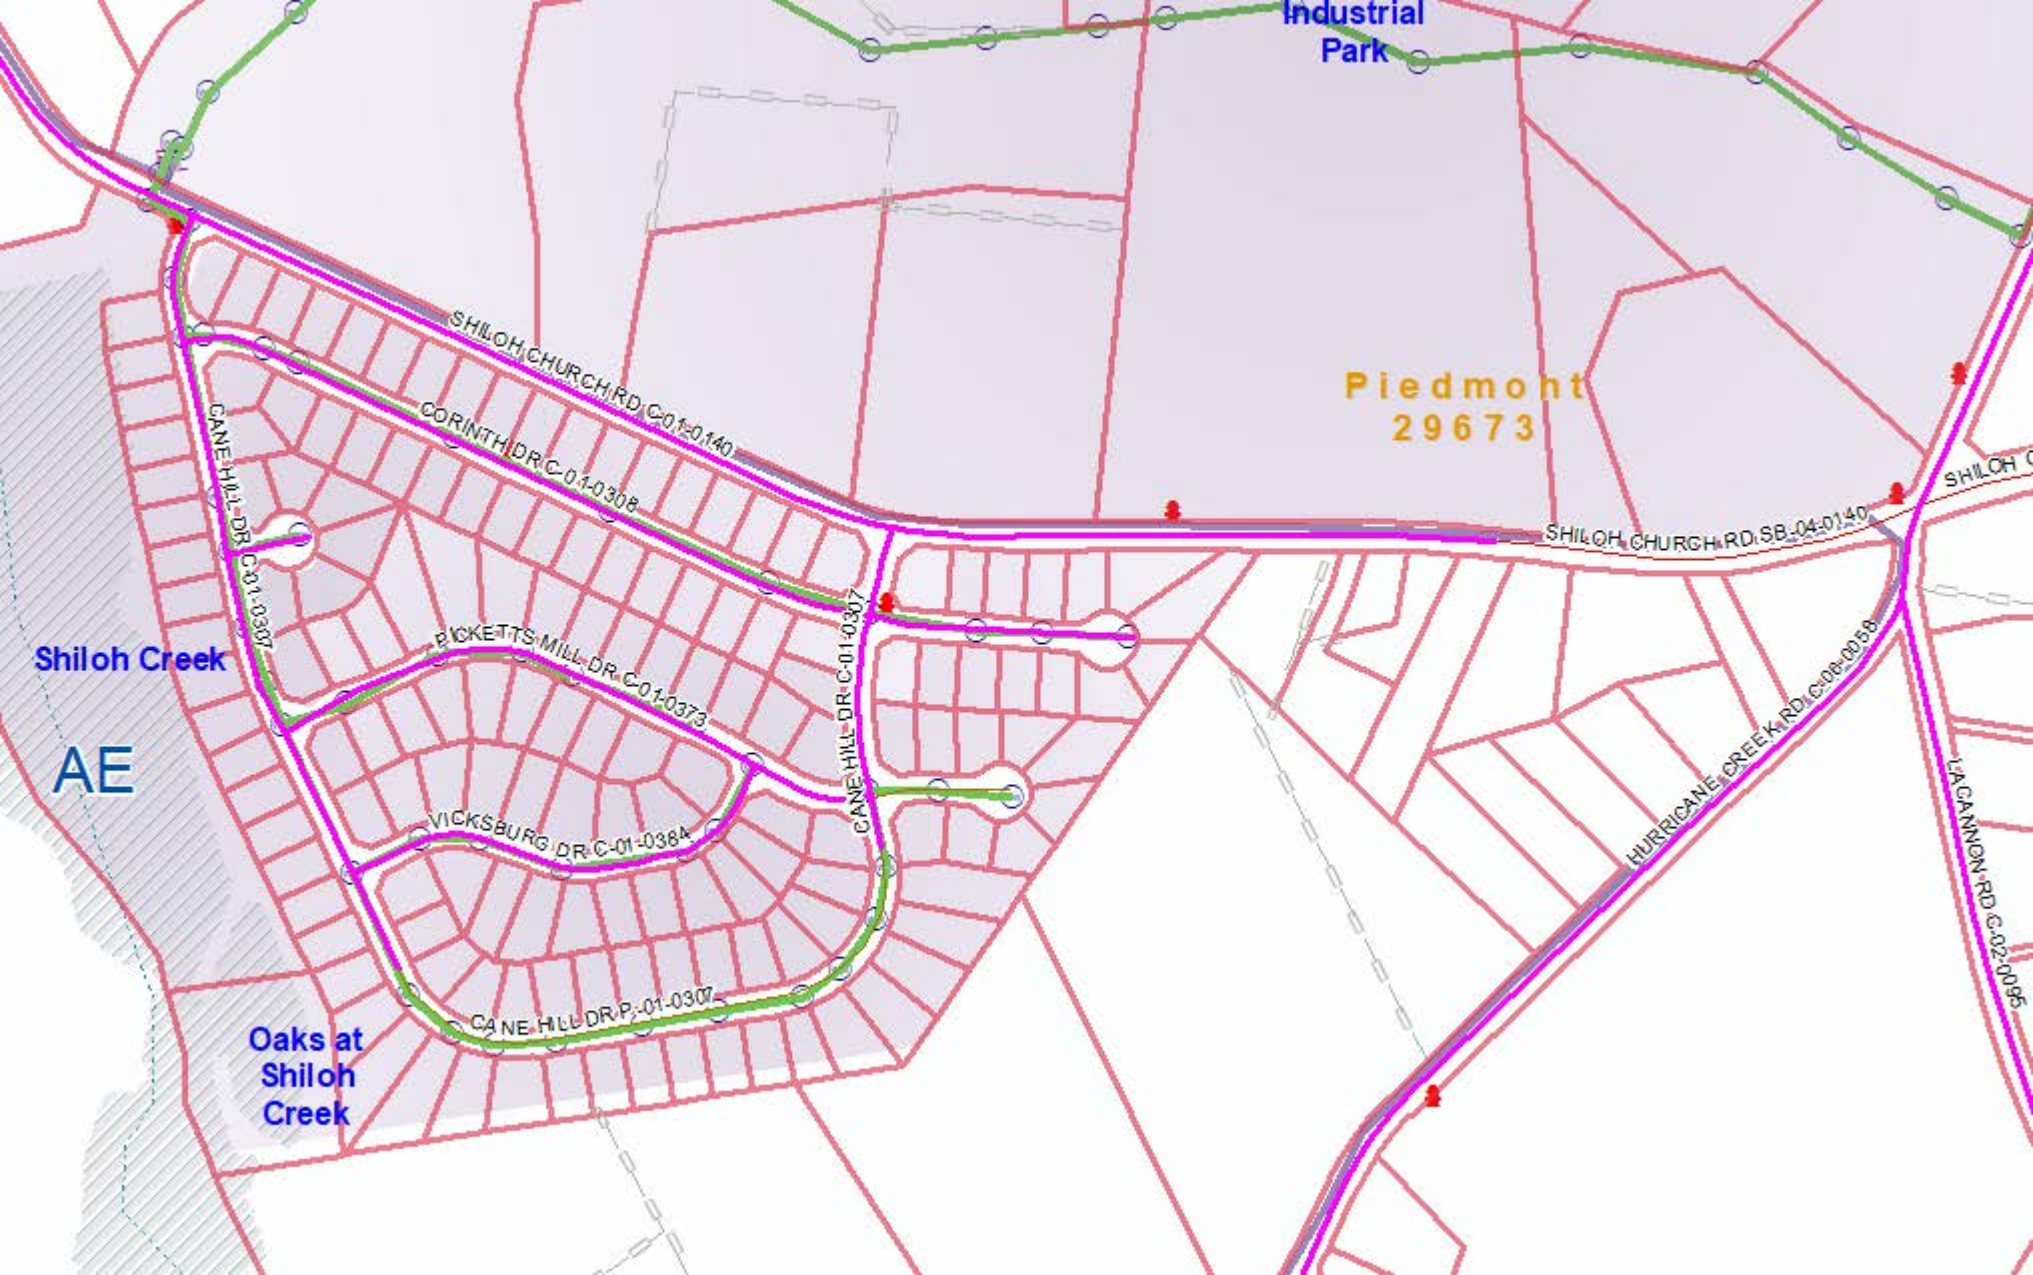 Industrial
Park
SHILOH CHURCH RD C-01-0140
Piedmont
29673
CORINTH DR C-01-0308
CANE HILL DR C-01-0307
SHILOH C
SHILOH CHURCH RD SB-04-0140
CANE HILL DR C-01-0307
RICKETTS MILL DR C-01-0373
Shiloh Creek
HURRICANE CREEK RD C-06-0058
AE
VICKSBURG DR C-01-0384
LACANNON RD C-02-0095
CANE HILL DR P-01-0307
Oaks at
Shiloh
Creek